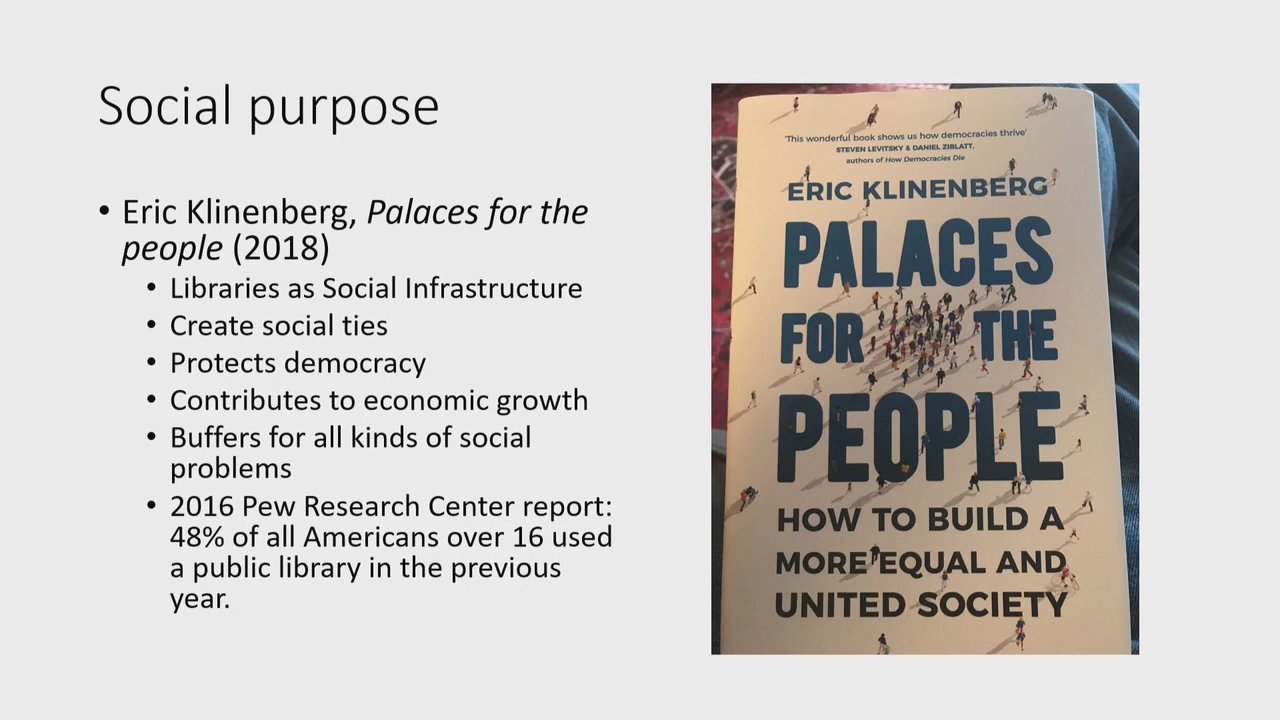 Social purpose
• Eric Klinenberg, Palaces for the
people (2018)
• Libraries as Social Infrastructure
• Create social ties
• Protects democracy
• Contributes to economic growth
• Buffers for all kinds of social
problems
• 2016 Pew Research Center report:
48% of all Americans over 16 used
a public library in the previous
year.
'This wonderful book shows us how democracies thrive'
STEVEN LEVITSKY & DANIEL ZIBLATT,
authors of How Democracies Die
ERIC KLINENBERG
PALACES
FOR THE
PEOPLE
HOW TO BUILD A
MORE EQUAL AND
UNITED SOCIETY